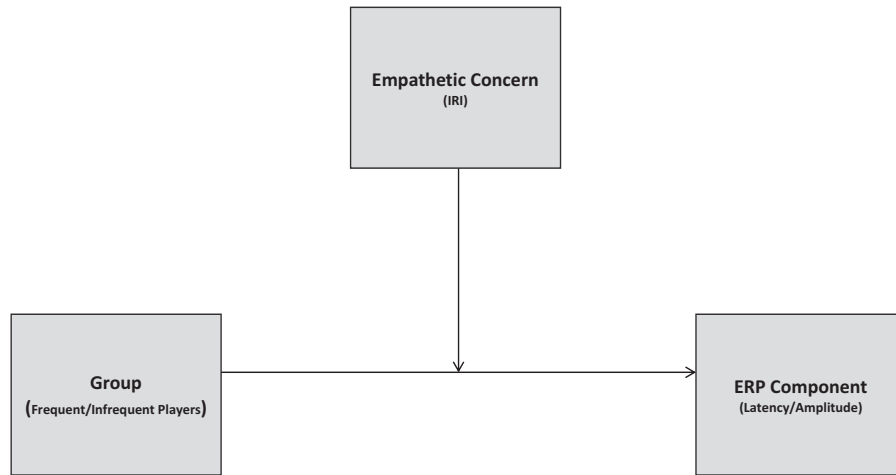 Empathetic Concern
(IRI)
Group
(Frequent/Infrequent Players)
ERP Component
(Latency/Amplitude)